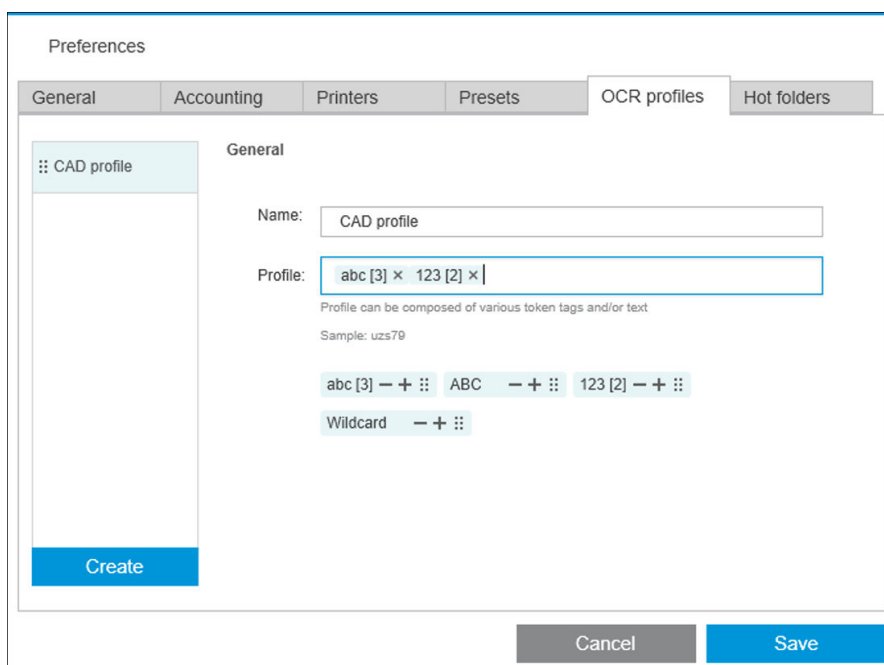 Preferences
General Accounting Printers Presets OCR profiles Hot folders
CAD profile
General
Name: CAD profile
Profile: abc [3] × 123 [2] ×
Profile can be composed of various token tags and/or text
Sample: uzs79
abc [3] − + ABC − + 123 [2] − +
Wildcard − +
Create
Cancel Save